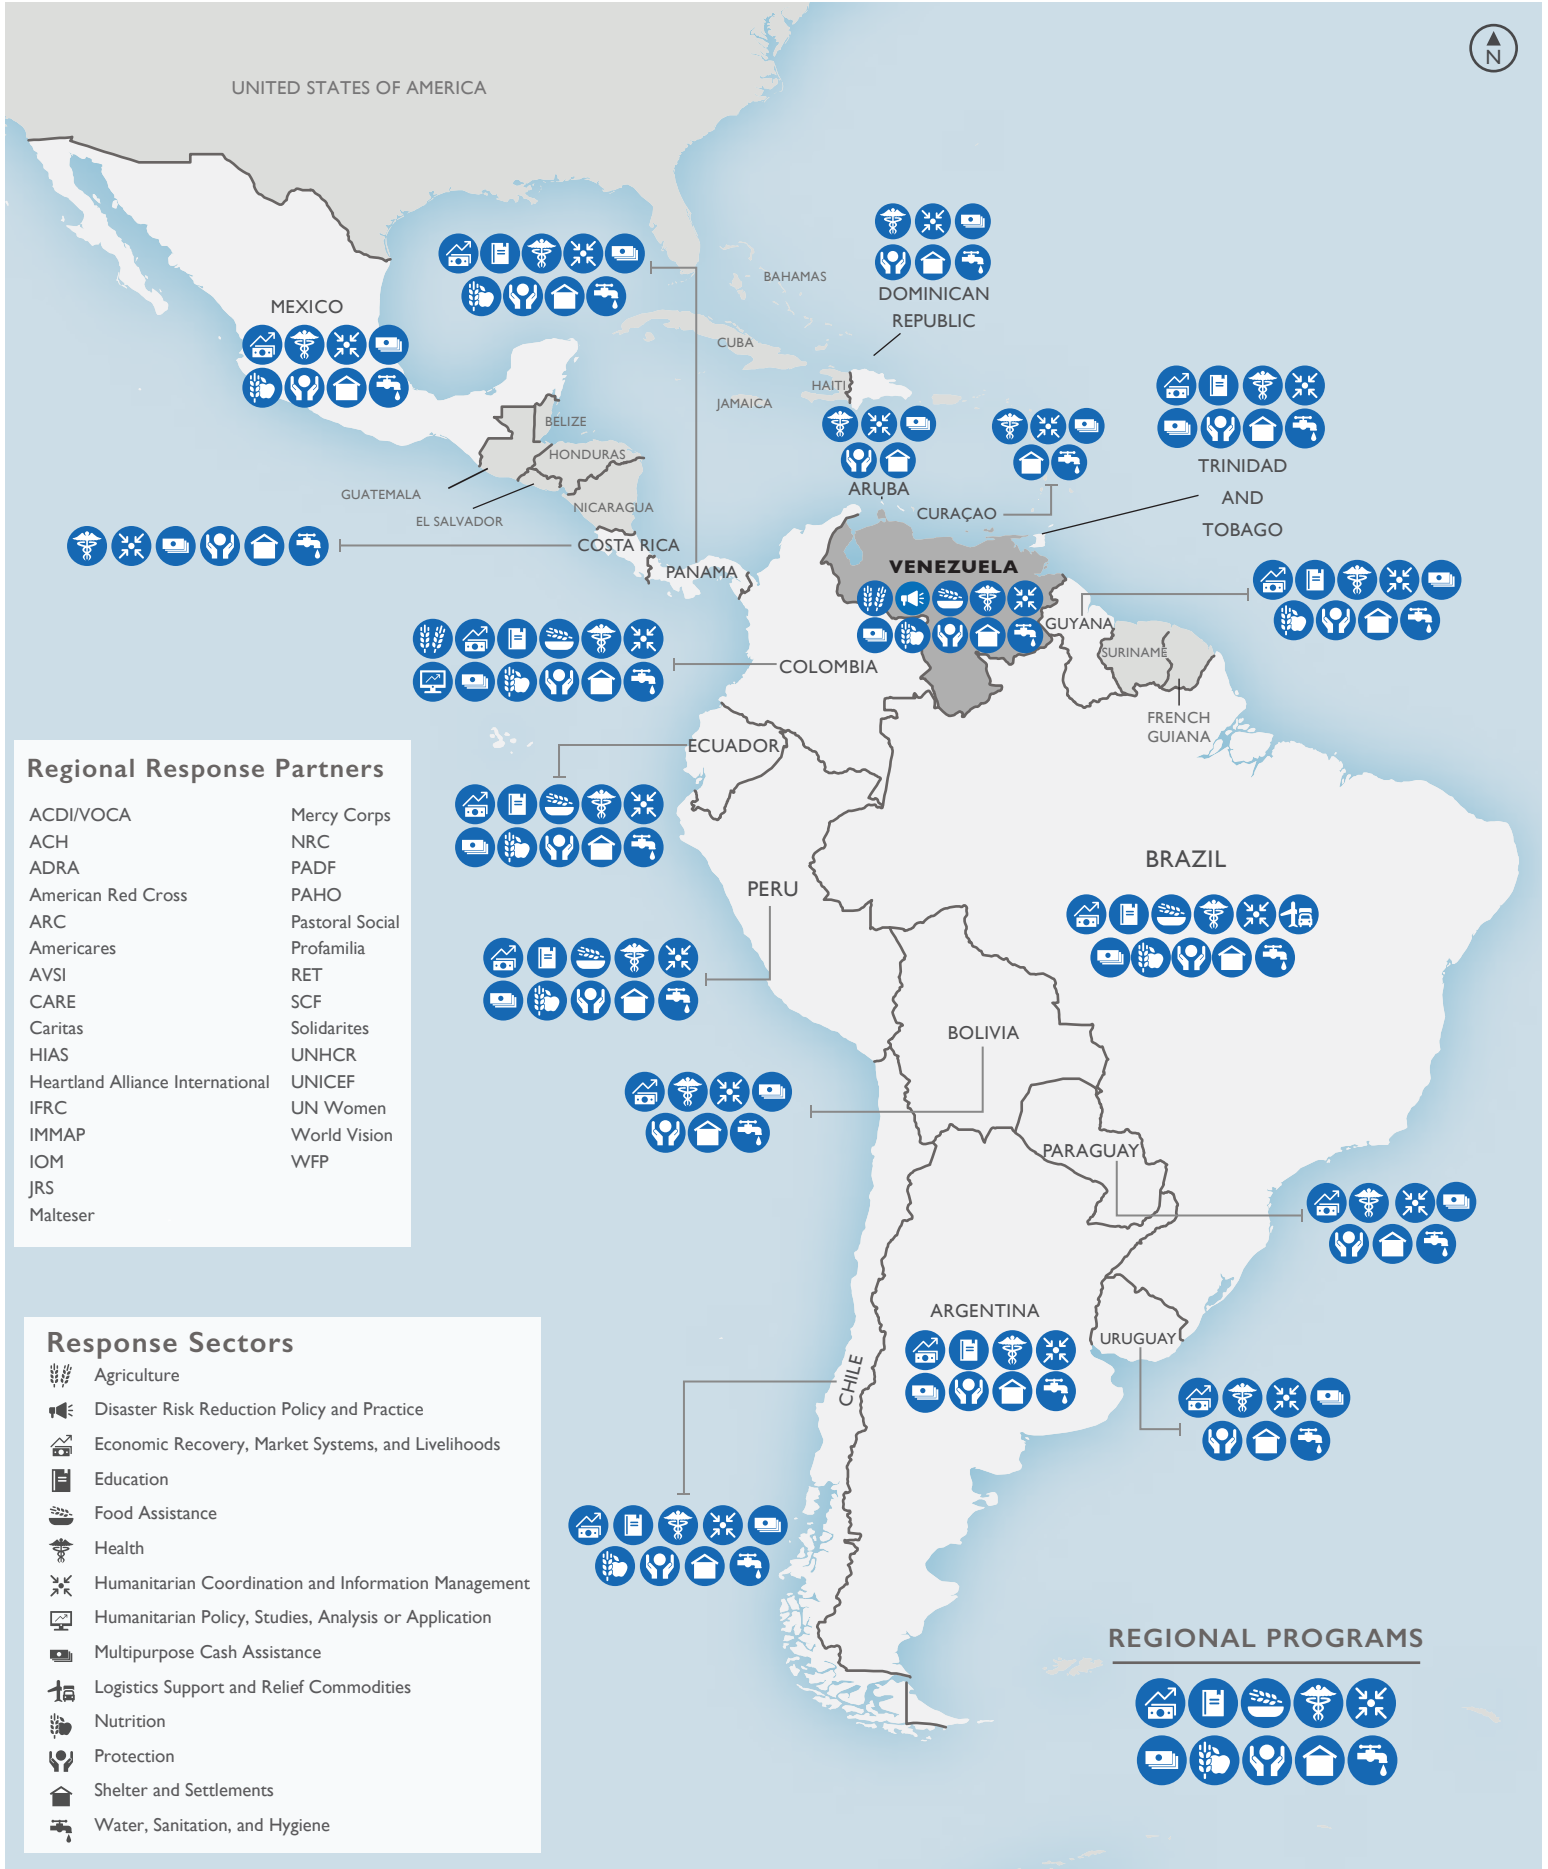 N
UNITED STATES OF AMERICA
MEXICO
BAHAMAS
DOMINICAN
REPUBLIC
CUBA
HAITI
JAMAICA
BELIZE
HONDURAS
GUATEMALA
EL SALVADOR
NICARAGUA
COSTA RICA
PANAMA
ARUBA
CURAÇAO
TRINIDAD
AND
TOBAGO
VENEZUELA
GUYANA
SURINAME
FRENCH
GUIANA
COLOMBIA
ECUADOR
PERU
BRAZIL
BOLIVIA
PARAGUAY
ARGENTINA
URUGUAY
CHILE
Regional Response Partners
ACDI/VOCA
ACH
ADRA
American Red Cross
ARC
Americares
AVSI
CARE
Caritas
HIAS
Heartland Alliance International
IFRC
IMMAP
IOM
JRS
Malteser
Mercy Corps
NRC
PADF
PAHO
Pastoral Social
Profamilia
RET
SCF
Solidarites
UNHCR
UNICEF
UN Women
World Vision
WFP
Response Sectors
Agriculture
Disaster Risk Reduction Policy and Practice
Economic Recovery, Market Systems, and Livelihoods
Education
Food Assistance
Health
Humanitarian Coordination and Information Management
Humanitarian Policy, Studies, Analysis or Application
Multipurpose Cash Assistance
Logistics Support and Relief Commodities
Nutrition
Protection
Shelter and Settlements
Water, Sanitation, and Hygiene
REGIONAL PROGRAMS